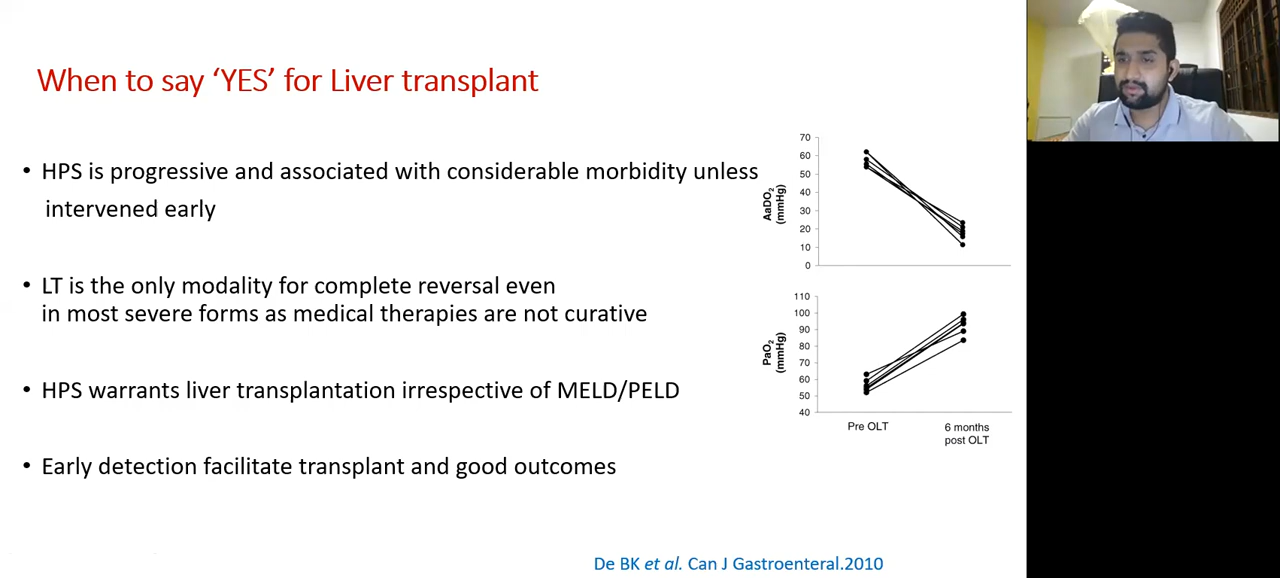 When to say ‘YES’ for Liver transplant
• HPS is progressive and associated with considerable morbidity unless
intervened early
• LT is the only modality for complete reversal even
in most severe forms as medical therapies are not curative
• HPS warrants liver transplantation irrespective of MELD/PELD
• Early detection facilitate transplant and good outcomes
AaDO2
(mmHg)
70
60
50
40
30
20
10
0
PaO2
(mmHg)
110
100
90
80
70
60
50
40
Pre OLT
6 months
post OLT
De BK et al. Can J Gastroenteral.2010